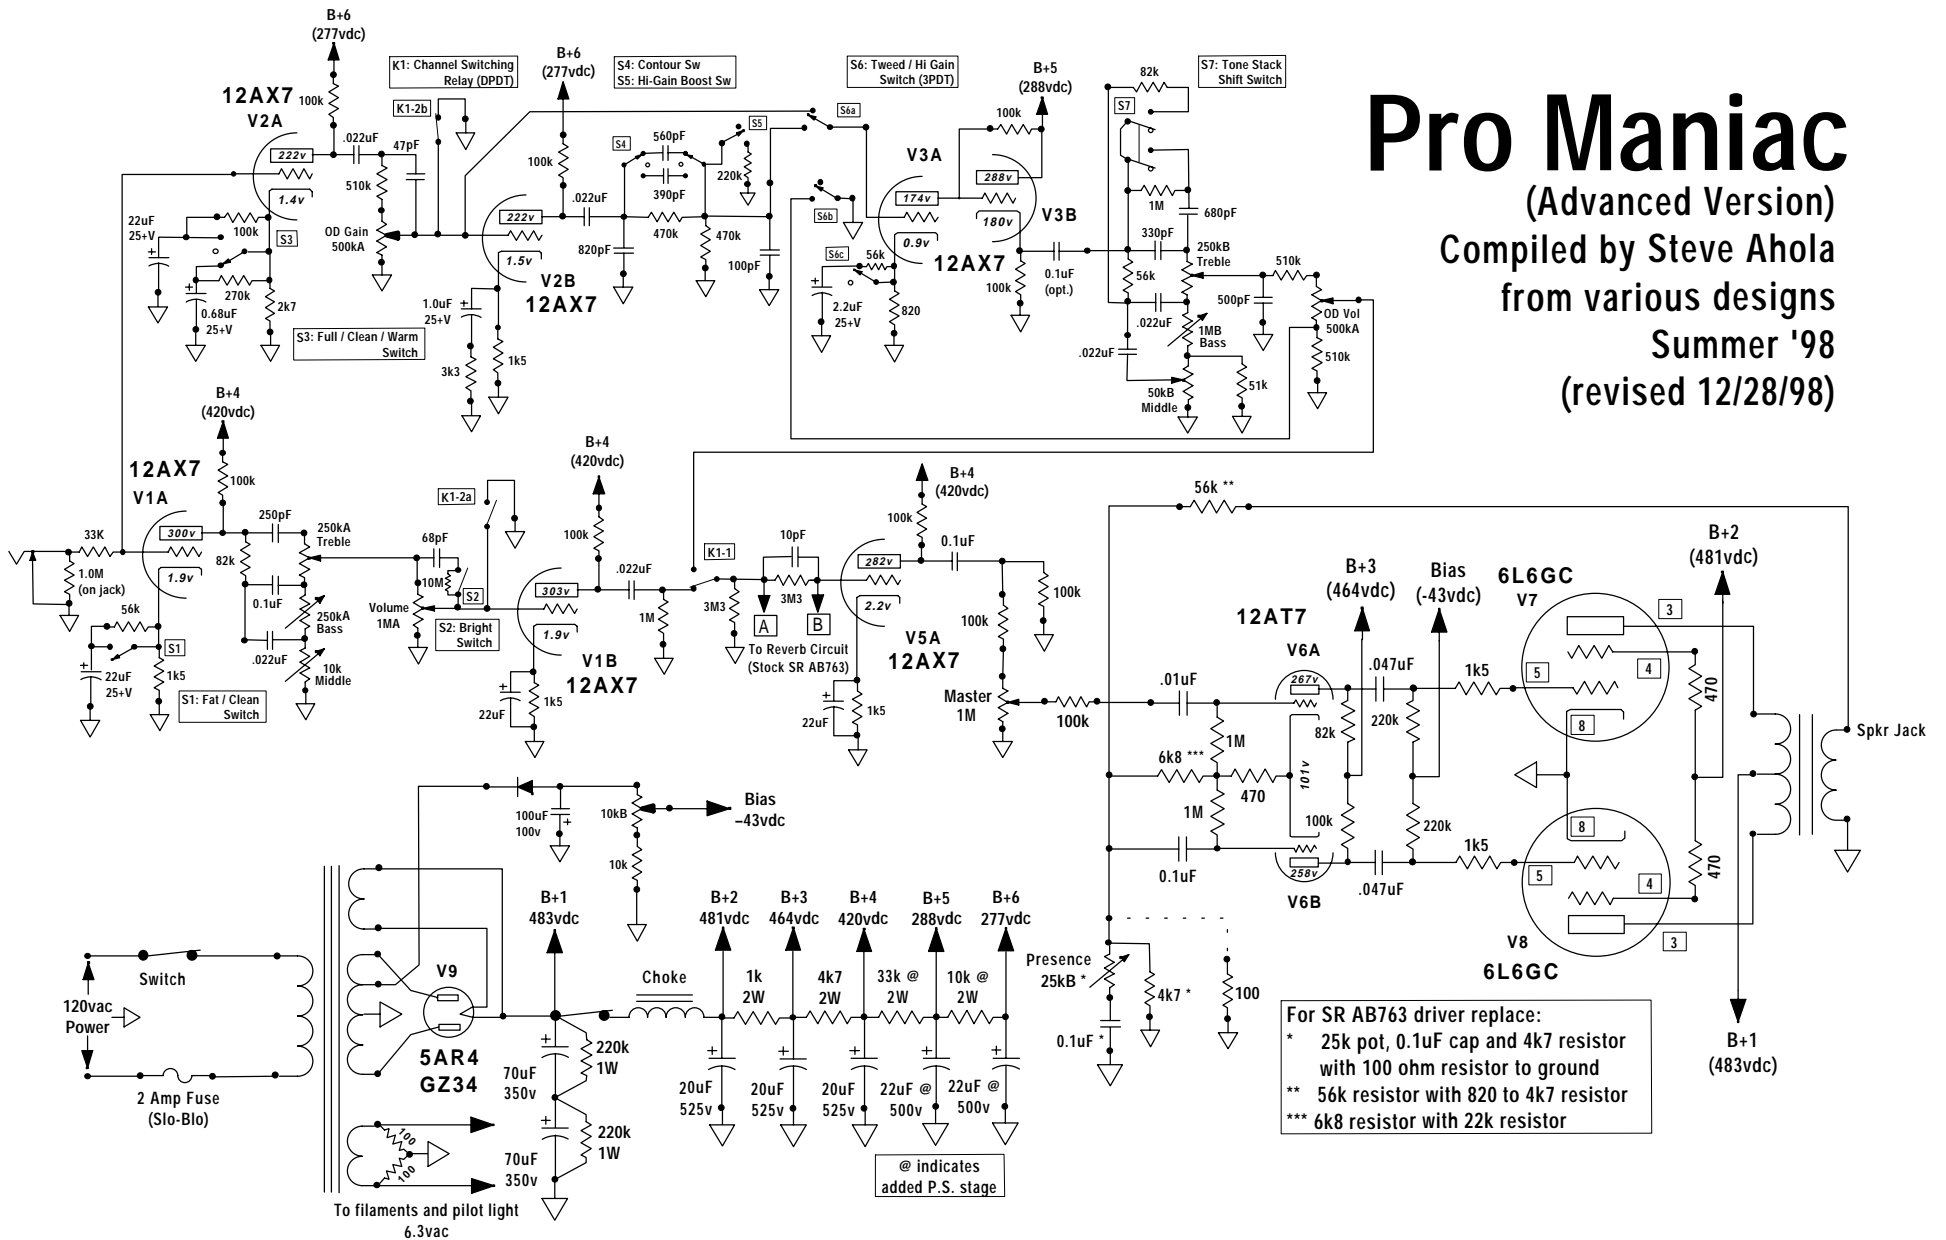 Pro Maniac
(Advanced Version)
Compiled by Steve Ahola
from various designs
Summer '98
(revised 12/28/98)
B+6
(277vdc)
12AX7
V2A
100k
222v
1.4v
.022uF
47pF
510k
OD Gain
500kA
22uF
25+V
100k
S3
270k
0.68uF
25+V
2k7
S3: Full / Clean / Warm
Switch
K1: Channel Switching
Relay (DPDT)
K1-2b
B+6
(277vdc)
100k
222v
1.5v
V2B
12AX7
1.0uF
25+V
3k3
1k5
.022uF
S4: Contour Sw
S5: Hi-Gain Boost Sw
S4
560pF
390pF
S5
220k
820pF
470k
470k
100pF
S6: Tweed / Hi Gain
Switch (3PDT)
S6a
S6b
S6c
56k
2.2uF
25+V
820
V3A
174v
0.9v
B+5
(288vdc)
100k
288v
180v
V3B
12AX7
100k
0.1uF
(opt.)
S7: Tone Stack
Shift Switch
82k
S7
1M
680pF
330pF
250kB
Treble
56k
.022uF
1MB
Bass
.022uF
50kB
Middle
51k
510k
500pF
OD Vol
500kA
510k
B+4
(420vdc)
12AX7
V1A
100k
33K
1.0M
(on jack)
300v
1.9v
56k
S1
22uF
25+V
1k5
S1: Fat / Clean
Switch
250pF
250kA
Treble
82k
0.1uF
250kA
Bass
.022uF
10k
Middle
68pF
10M
S2
Volume
1MA
S2: Bright
Switch
K1-2a
B+4
(420vdc)
100k
303v
1.9v
V1B
12AX7
22uF
1k5
.022uF
1M
K1-1
3M3
10pF
3M3
A
B
To Reverb Circuit
(Stock SR AB763)
B+4
(420vdc)
100k
282v
2.2v
V5A
12AX7
22uF
1k5
0.1uF
100k
100k
Master
1M
100k
56k **
.01uF
1M
6k8 ***
470
1M
0.1uF
12AT7
V6A
267v
101v
258v
V6B
B+3
(464vdc)
Bias
(-43vdc)
82k
100k
.047uF
220k
220k
.047uF
1k5
1k5
6L6GC
V7
3
4
5
8
470
8
5
4
3
470
V8
6L6GC
B+2
(481vdc)
B+1
(483vdc)
Spkr Jack
Presence
25kB *
4k7 *
0.1uF *
100
For SR AB763 driver replace:
* 25k pot, 0.1uF cap and 4k7 resistor
with 100 ohm resistor to ground
** 56k resistor with 820 to 4k7 resistor
*** 6k8 resistor with 22k resistor
100uF
100v
10kB
10k
Bias
–43vdc
Switch
120vac
Power
2 Amp Fuse
(Slo-Blo)
V9
5AR4
GZ34
100
100
To filaments and pilot light
6.3vac
B+1
483vdc
70uF
350v
220k
1W
70uF
350v
220k
1W
Choke
B+2
481vdc
B+3
464vdc
B+4
420vdc
B+5
288vdc
B+6
277vdc
1k
2W
4k7
2W
33k @
2W
10k @
2W
20uF
525v
20uF
525v
20uF
525v
22uF @
500v
22uF @
500v
@ indicates
added P.S. stage